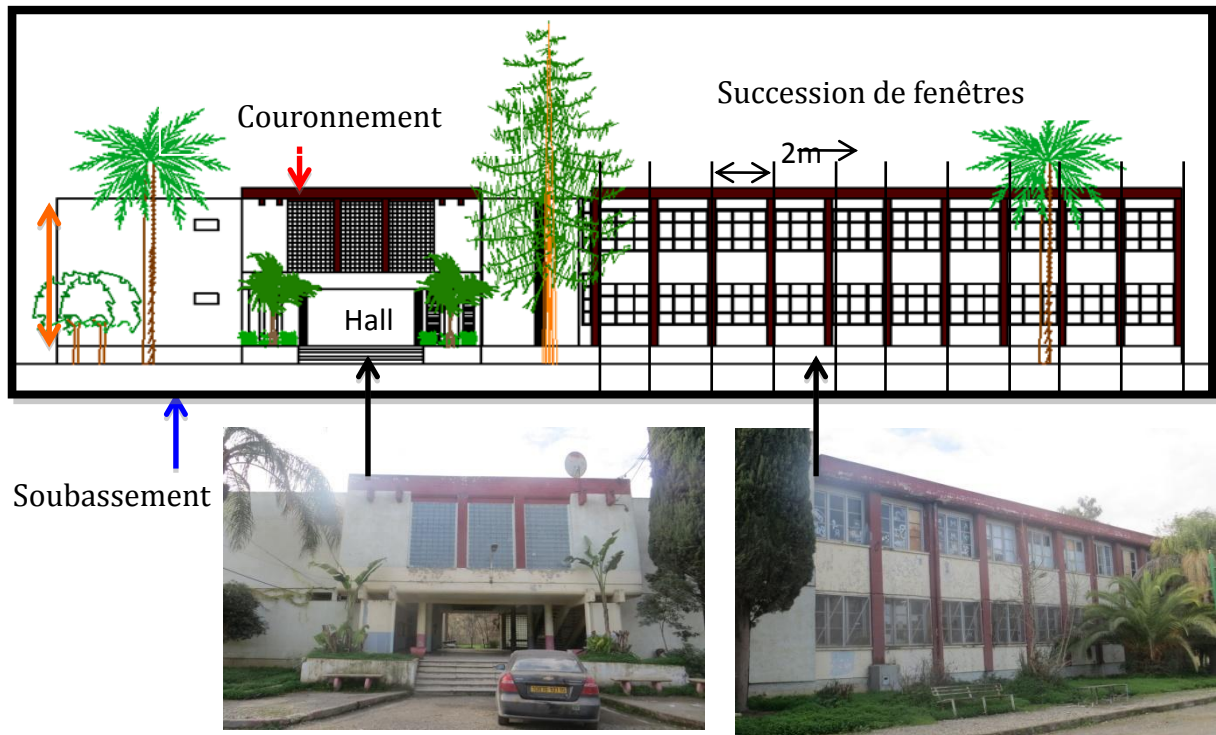 Couronnement
Succession de fenêtres
2m
Hall
Soubassement